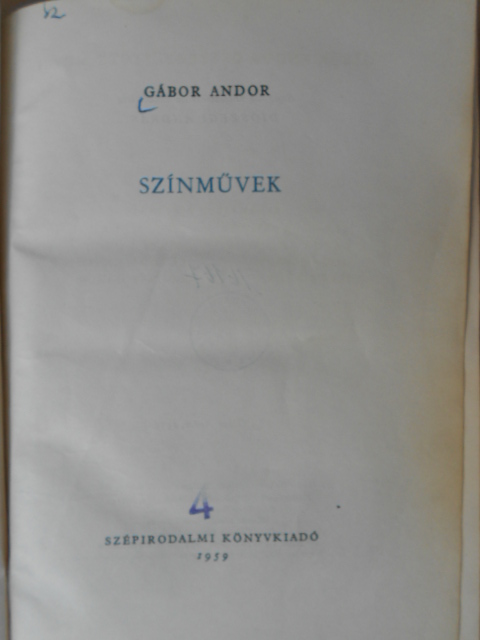 GÁBOR ANDOR
SZÍNMŰVEK
4
SZÉPIRODALMI KÖNYVKIADÓ
1959